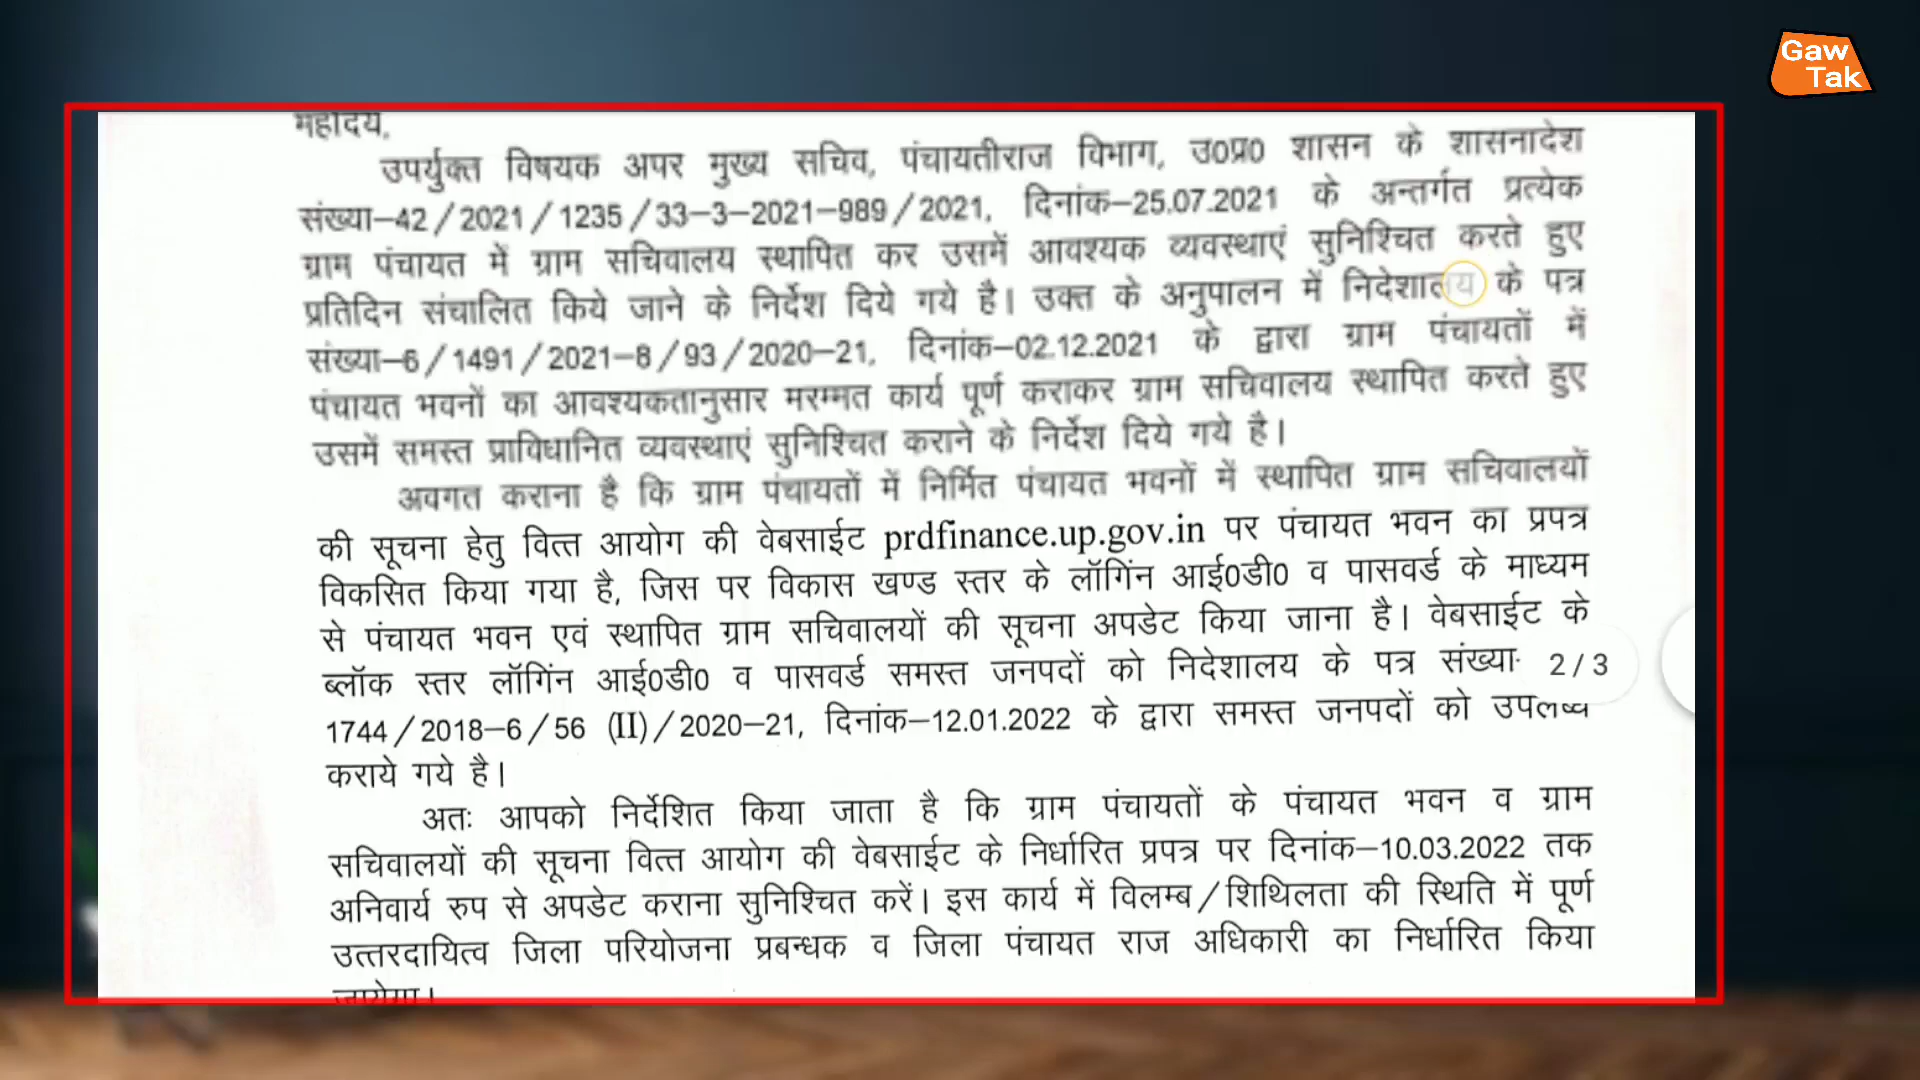 Gaw
Tak
महोदय,
उपर्युक्त विषयक अपर मुख्य सचिव, पंचायतीराज विभाग, उ0प्र0 शासन के शासनादेश
संख्या–42/2021/1235/33–3–2021–989/2021, दिनांक–25.07.2021 के अन्तर्गत प्रत्येक
ग्राम पंचायत में ग्राम सचिवालय स्थापित कर उसमें आवश्यक व्यवस्थाएं सुनिश्चित करते हुए
प्रतिदिन संचालित किये जाने के निर्देश दिये गये है। उक्त के अनुपालन में निदेशालय के पत्र
संख्या–6/1491/2021–8/93/2020–21, दिनांक–02.12.2021 के द्वारा ग्राम पंचायतों में
पंचायत भवनों का आवश्यकतानुसार मरम्मत कार्य पूर्ण कराकर ग्राम सचिवालय स्थापित करते हुए
उसमें समस्त प्राविधानित व्यवस्थाएं सुनिश्चित कराने के निर्देश दिये गये है।
अवगत कराना है कि ग्राम पंचायतों में निर्मित पंचायत भवनों में स्थापित ग्राम सचिवालयों
की सूचना हेतु वित्त आयोग की वेबसाईट prdfinance.up.gov.in पर पंचायत भवन का प्रपत्र
विकसित किया गया है, जिस पर विकास खण्ड स्तर के लॉगिंन आई0डी0 व पासवर्ड के माध्यम
से पंचायत भवन एवं स्थापित ग्राम सचिवालयों की सूचना अपडेट किया जाना है। वेबसाईट के
ब्लॉक स्तर लॉगिंन आई0डी0 व पासवर्ड समस्त जनपदों को निदेशालय के पत्र संख्या-
2/3
1744/2018–6/56 (II)/2020–21, दिनांक–12.01.2022 के द्वारा समस्त जनपदों को उपलब्ध
कराये गये है।
अतः आपको निर्देशित किया जाता है कि ग्राम पंचायतों के पंचायत भवन व ग्राम
सचिवालयों की सूचना वित्त आयोग की वेबसाईट के निर्धारित प्रपत्र पर दिनांक–10.03.2022 तक
अनिवार्य रुप से अपडेट कराना सुनिश्चित करें। इस कार्य में विलम्ब/शिथिलता की स्थिति में पूर्ण
उत्तरदायित्व जिला परियोजना प्रबन्धक व जिला पंचायत राज अधिकारी का निर्धारित किया
जायेगा।